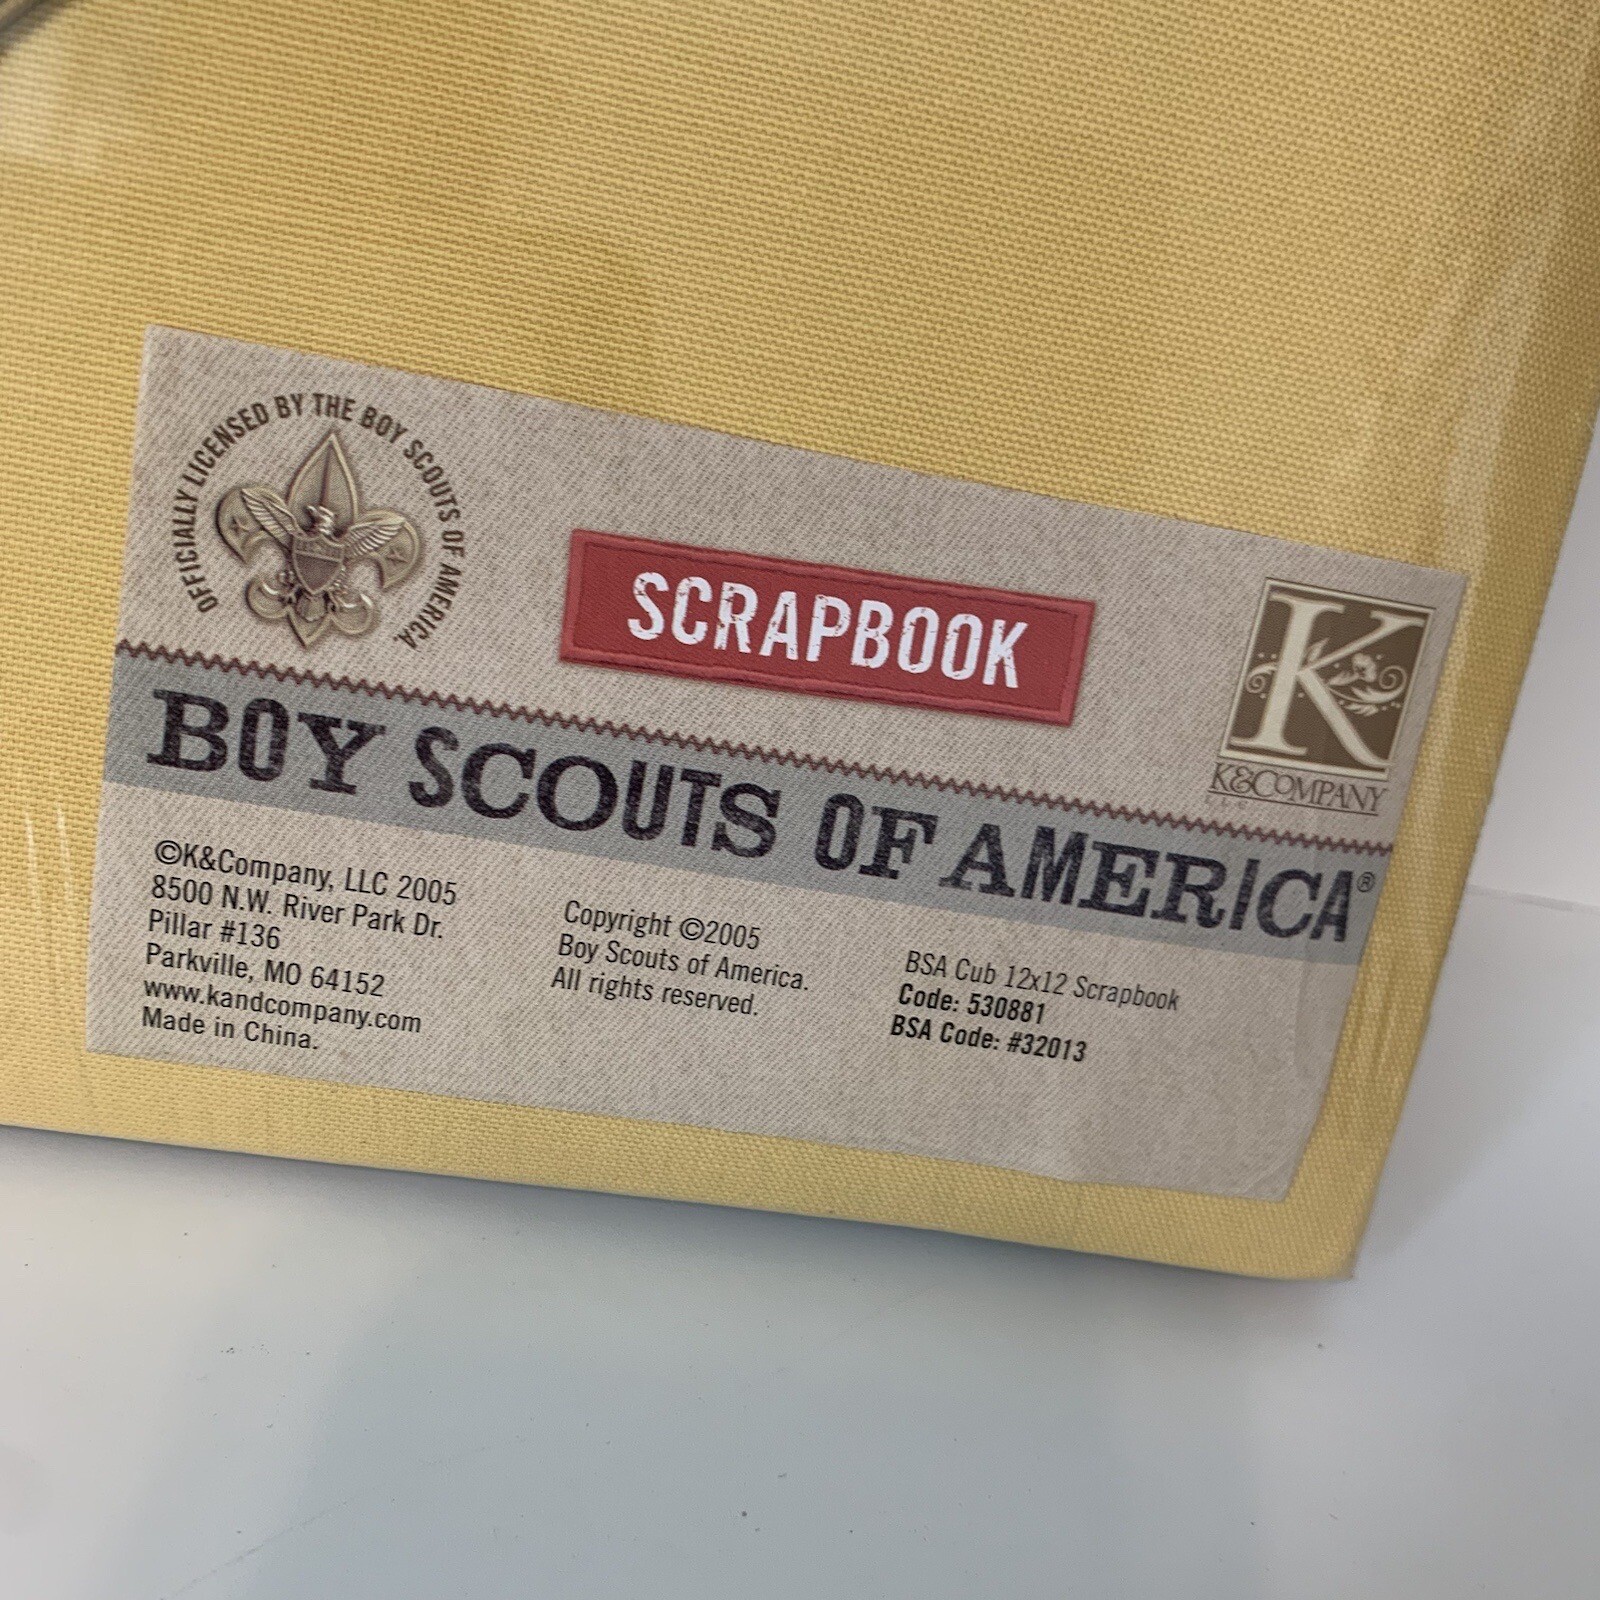 OFFICIALLY LICENSED BY THE BOY SCOUTS OF AMERICA
SCRAPBOOK
K
K&COMPANY
LLC
BOY SCOUTS OF AMERICA®
©K&Company, LLC 2005
8500 N.W. River Park Dr.
Pillar #136
Parkville, MO 64152
www.kandcompany.com
Made in China.
Copyright ©2005
Boy Scouts of America.
All rights reserved.
BSA Cub 12x12 Scrapbook
Code: 530881
BSA Code: #32013